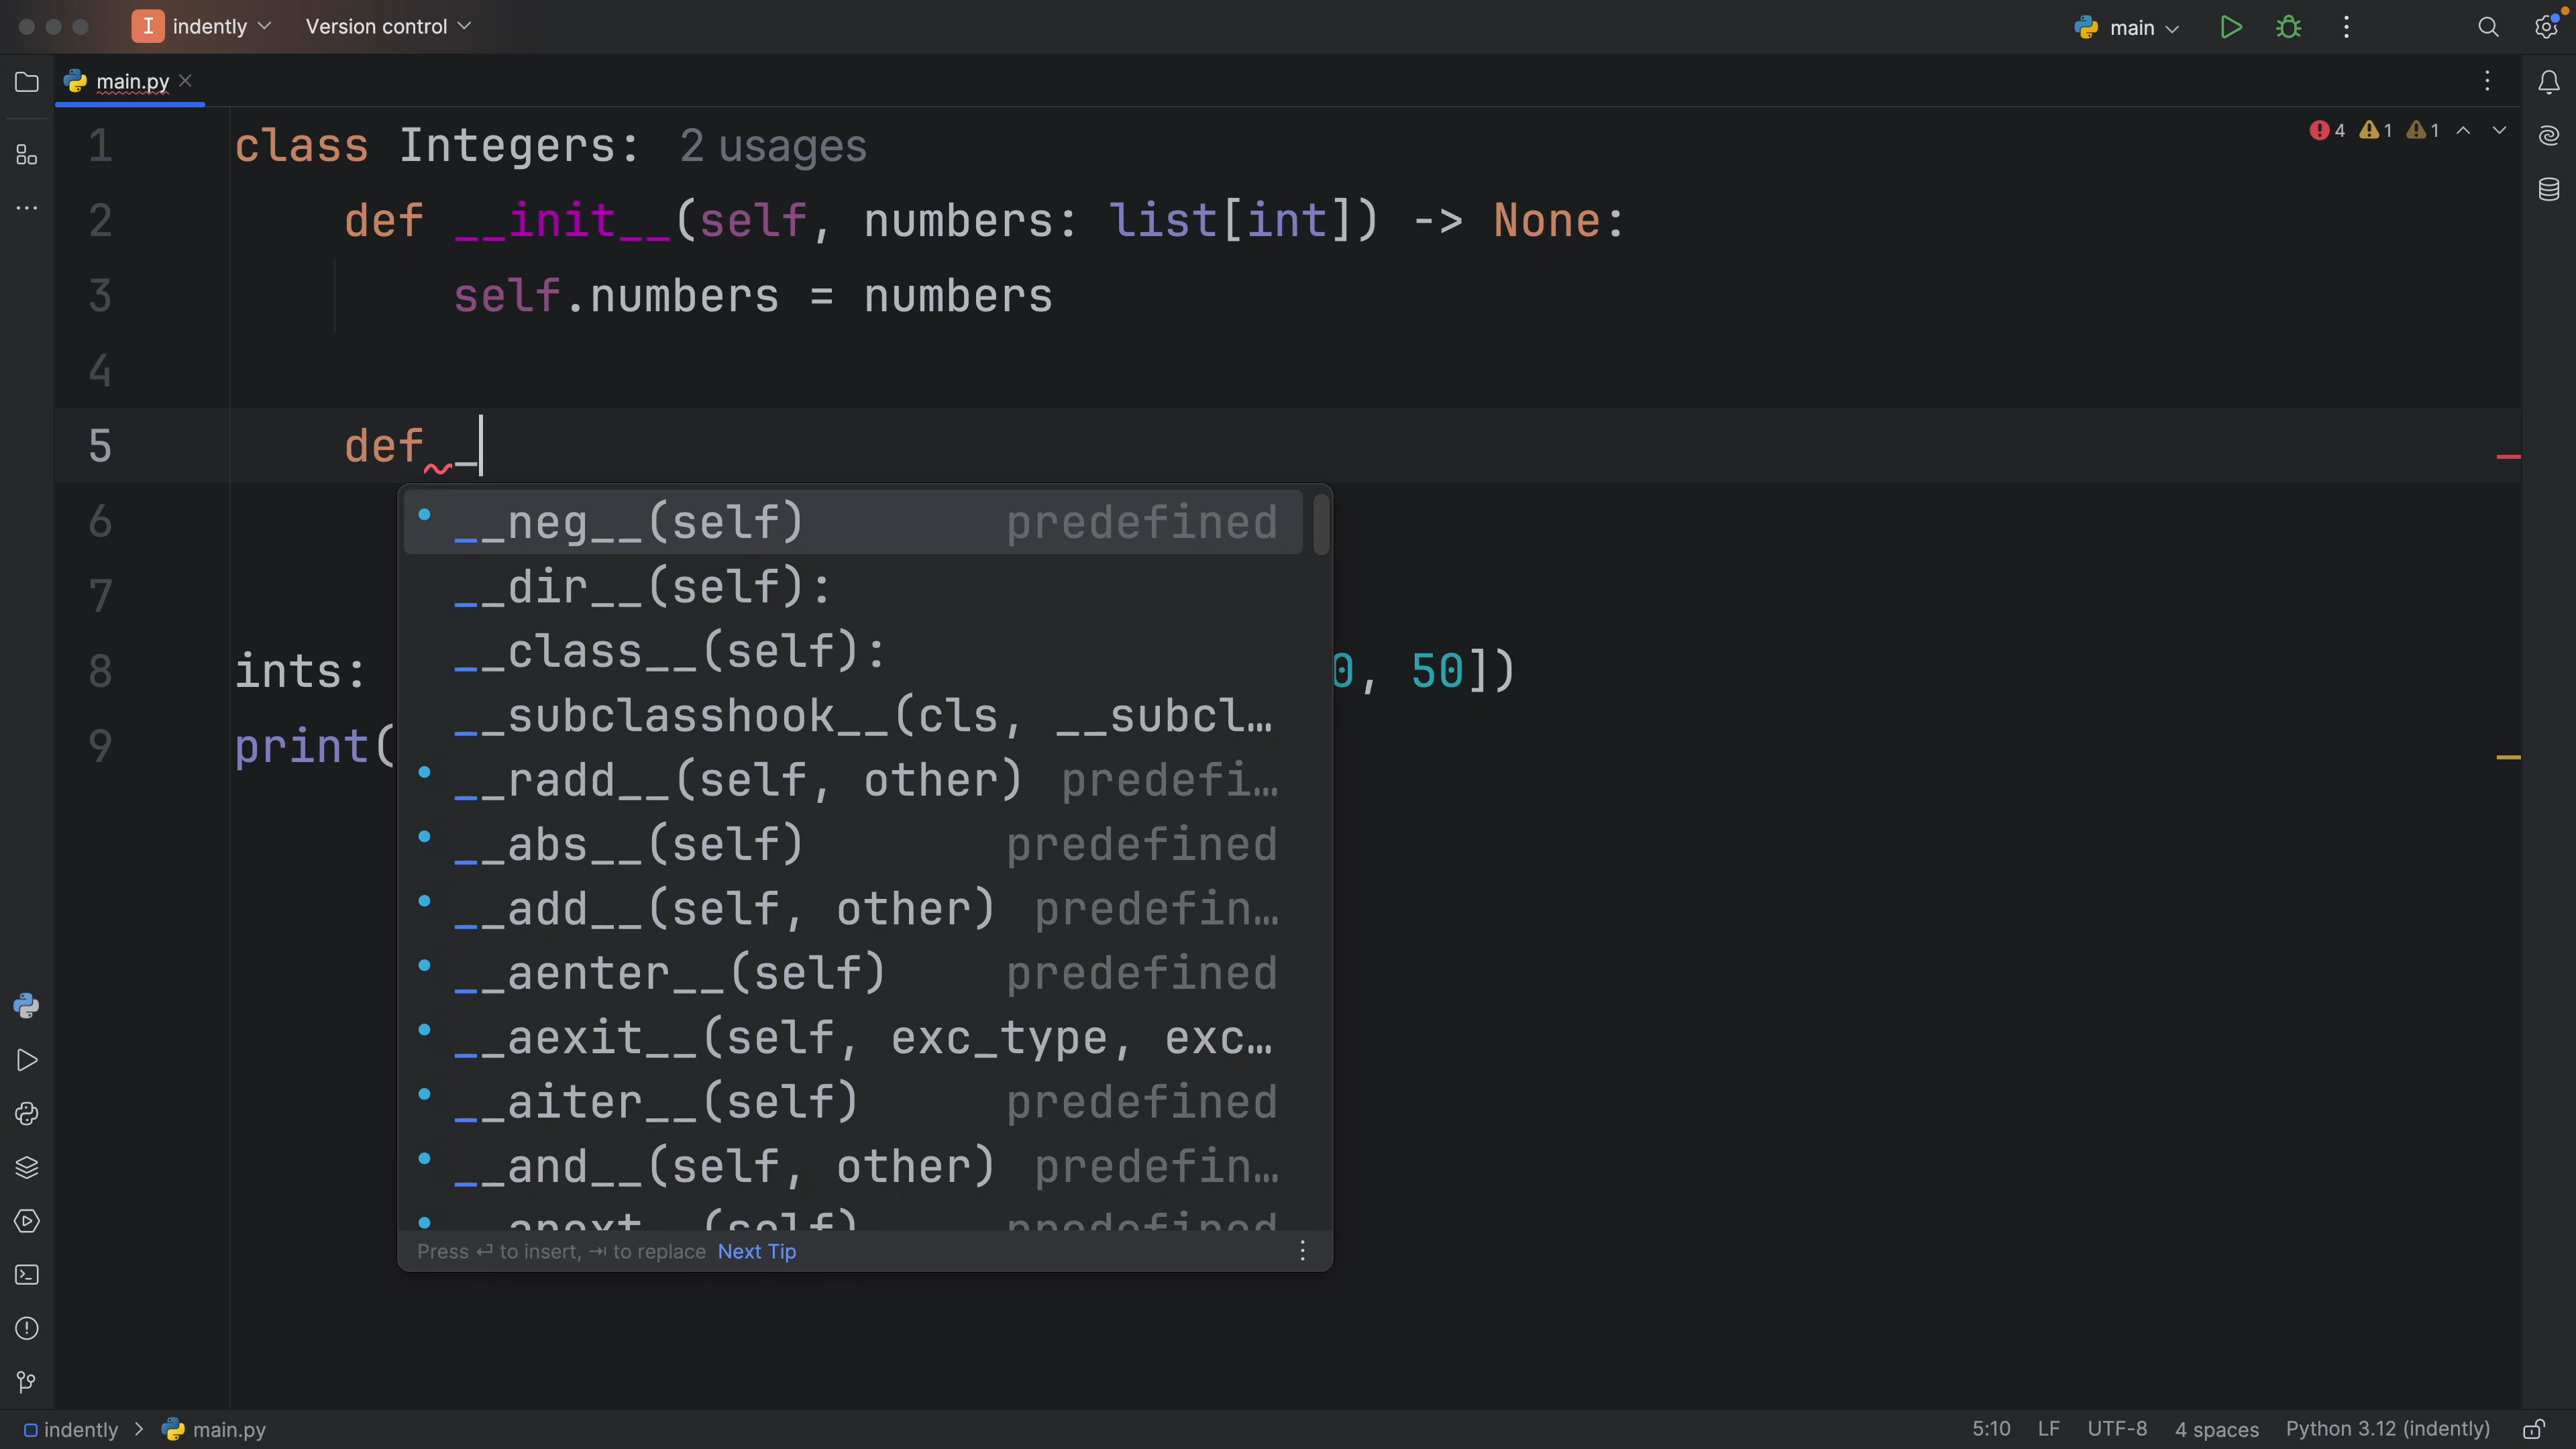 I indently Version control main
main.py
4 1 1
1 class Integers: 2 usages
2 def __init__(self, numbers: list[int]) -> None:
3 self.numbers = numbers
4
5 def _
6 __neg__(self) predefined
__dir__(self):
7 __class__(self):
8 ints: 0, 50])
__subclasshook__(cls, __subcl…
9 print(
__radd__(self, other) predefi…
__abs__(self) predefined
__add__(self, other) predefin…
__aenter__(self) predefined
__aexit__(self, exc_type, exc…
__aiter__(self) predefined
__and__(self, other) predefin…
__anext__(self) predefined
Press ⏎ to insert, ⇥ to replace Next Tip
indently > main.py 5:10 LF UTF-8 4 spaces Python 3.12 (indently)